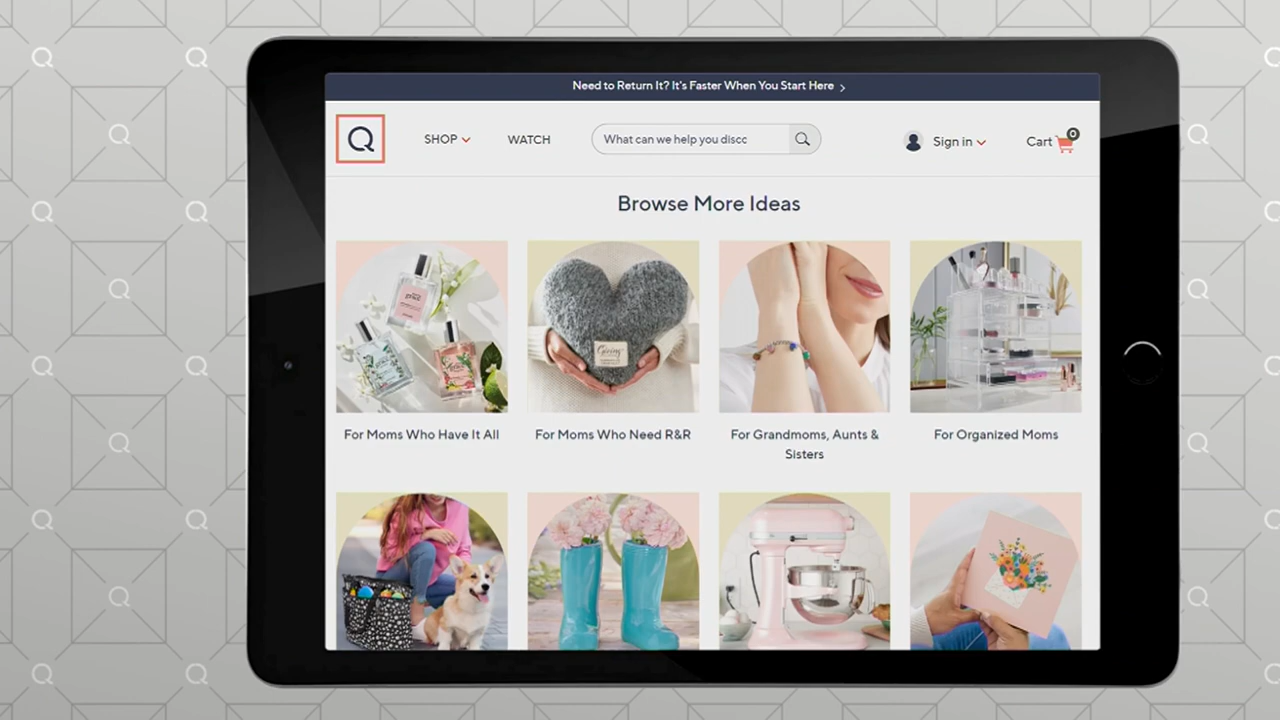 Need to Return It? It's Faster When You Start Here
Q
SHOP
WATCH
What can we help you discc
Sign in
Cart
0
Browse More Ideas
For Moms Who Have It All
For Moms Who Need R&R
For Grandmoms, Aunts &
Sisters
For Organized Moms